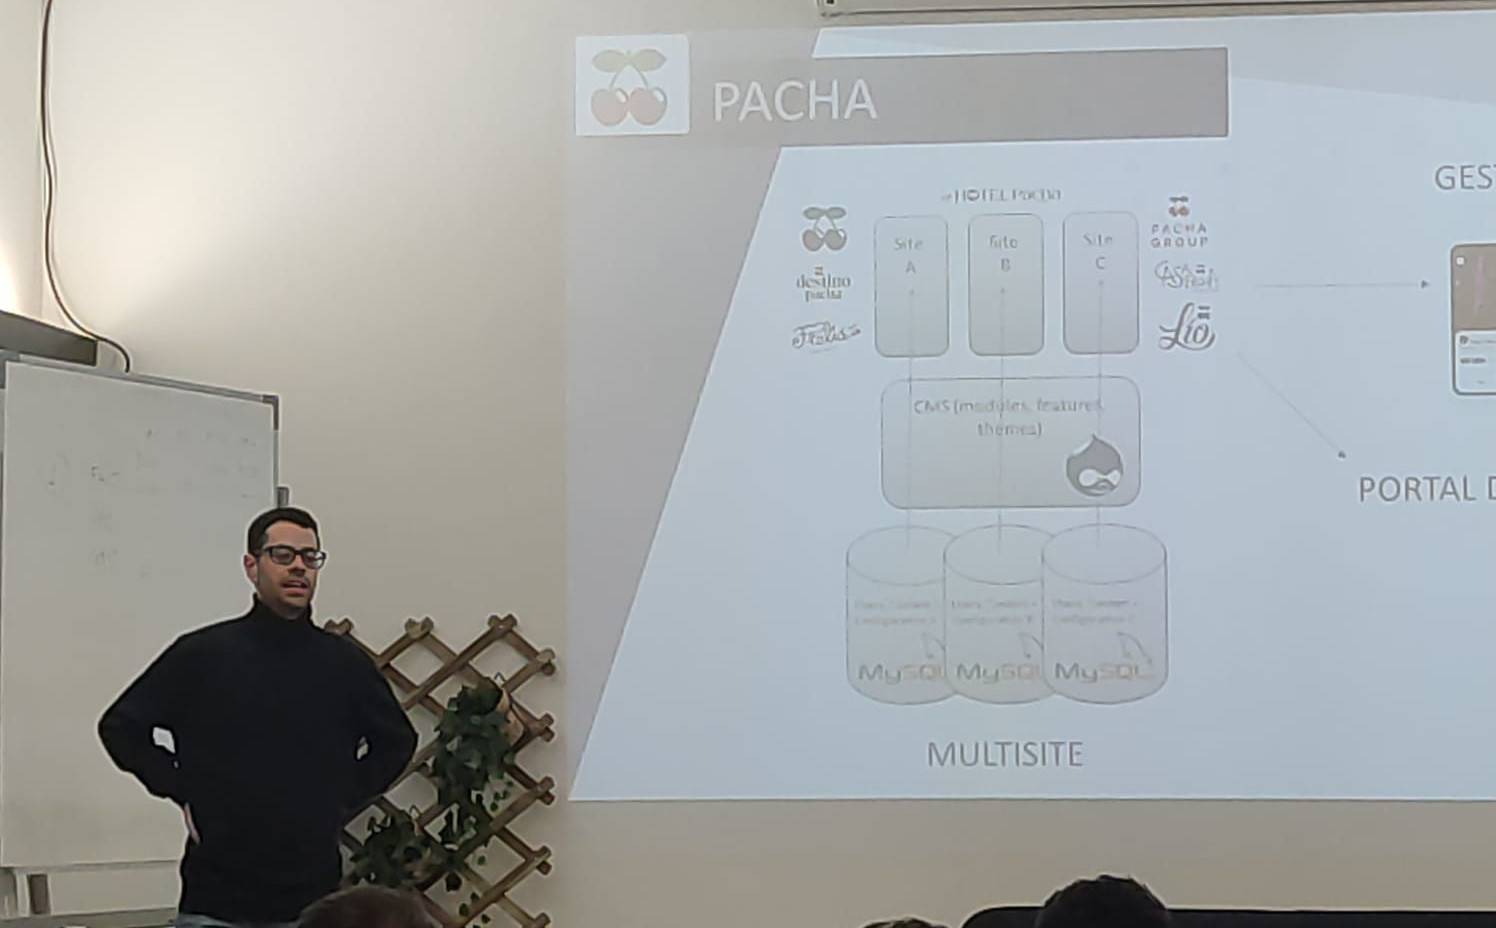 PACHA
GES
HOTEL Pacha
Site
A
Site
B
Site
C
destino
pacha
PACHA
GROUP
Lío
CMS (modules, features,
themes)
PORTAL D
MySQL
MySQL
MySQL
MULTISITE